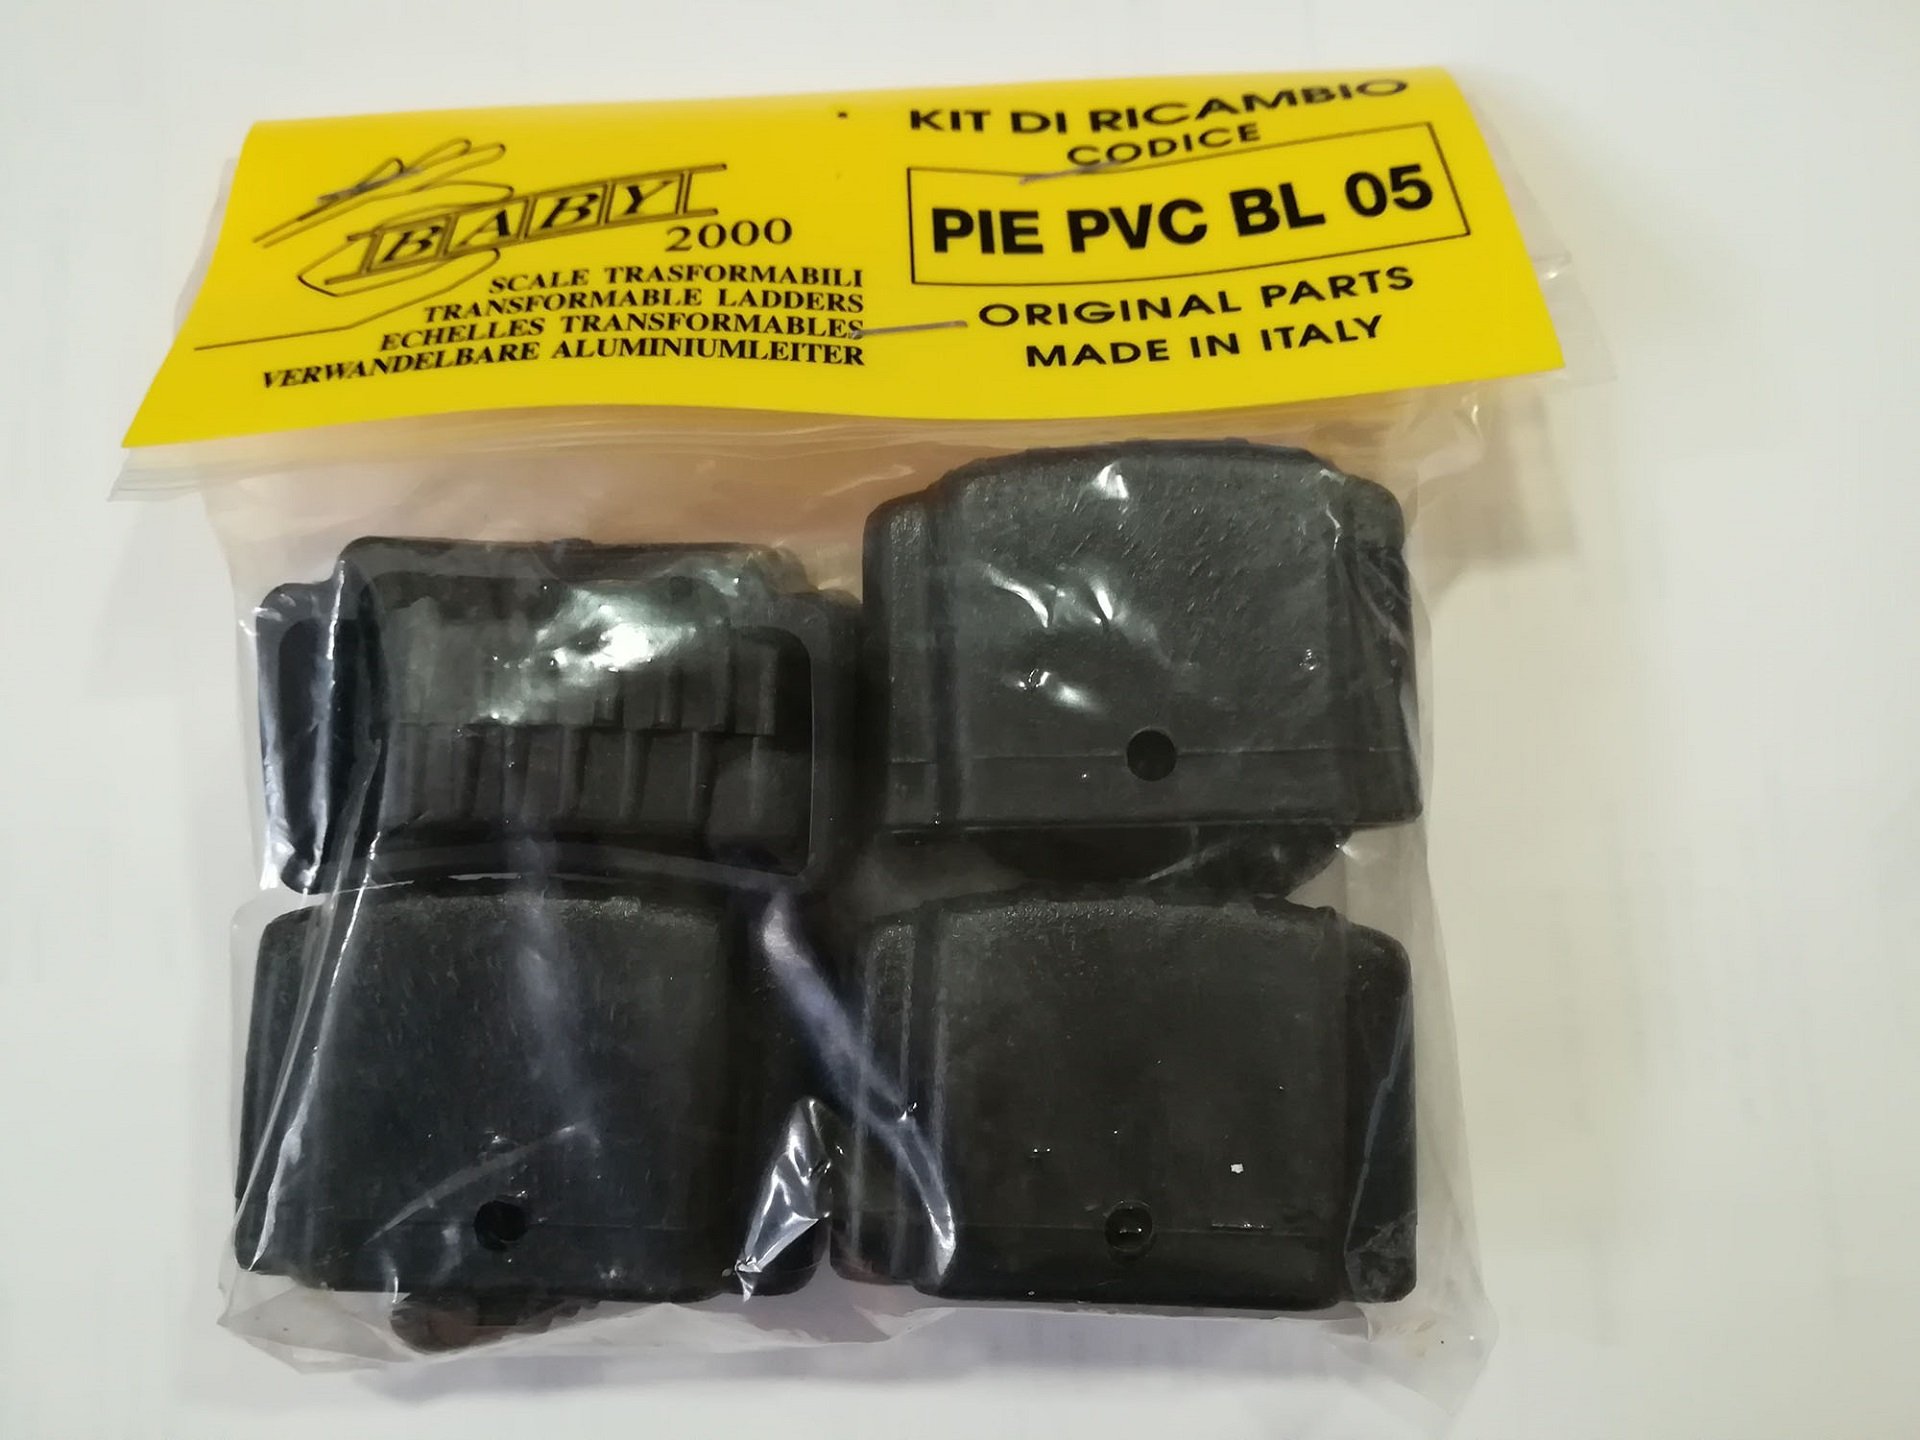 BABY
2000
SCALE TRASFORMABILI
TRANSFORMABLE LADDERS
ECHELLES TRANSFORMABLES
VERWANDELBARE ALUMINIUMLEITER
KIT DI RICAMBIO
CODICE
PIE PVC BL 05
ORIGINAL PARTS
MADE IN ITALY